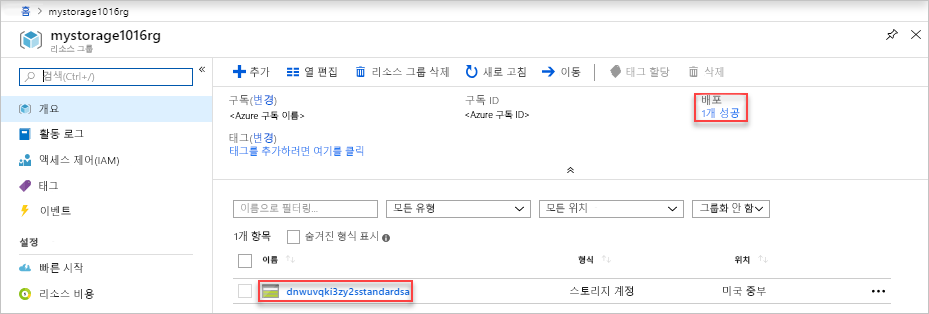 홈 > mystorage1016rg
mystorage1016rg
리소스 그룹
검색(Ctrl+/)
개요
활동 로그
액세스 제어(IAM)
태그
이벤트
설정
빠른 시작
리소스 비용
추가 열 편집 리소스 그룹 삭제 새로 고침 이동 태그 할당 삭제
구독(변경) 구독 ID 배포
<Azure 구독 이름> <Azure 구독 ID> 1개 성공
태그(변경)
태그를 추가하려면 여기를 클릭
이름으로 필터링... 모든 유형 모든 위치 그룹화 안 함
1개 항목 숨겨진 형식 표시
이름 형식 위치
dnwuvqki3zy2sstandardsa 스토리지 계정 미국 중부